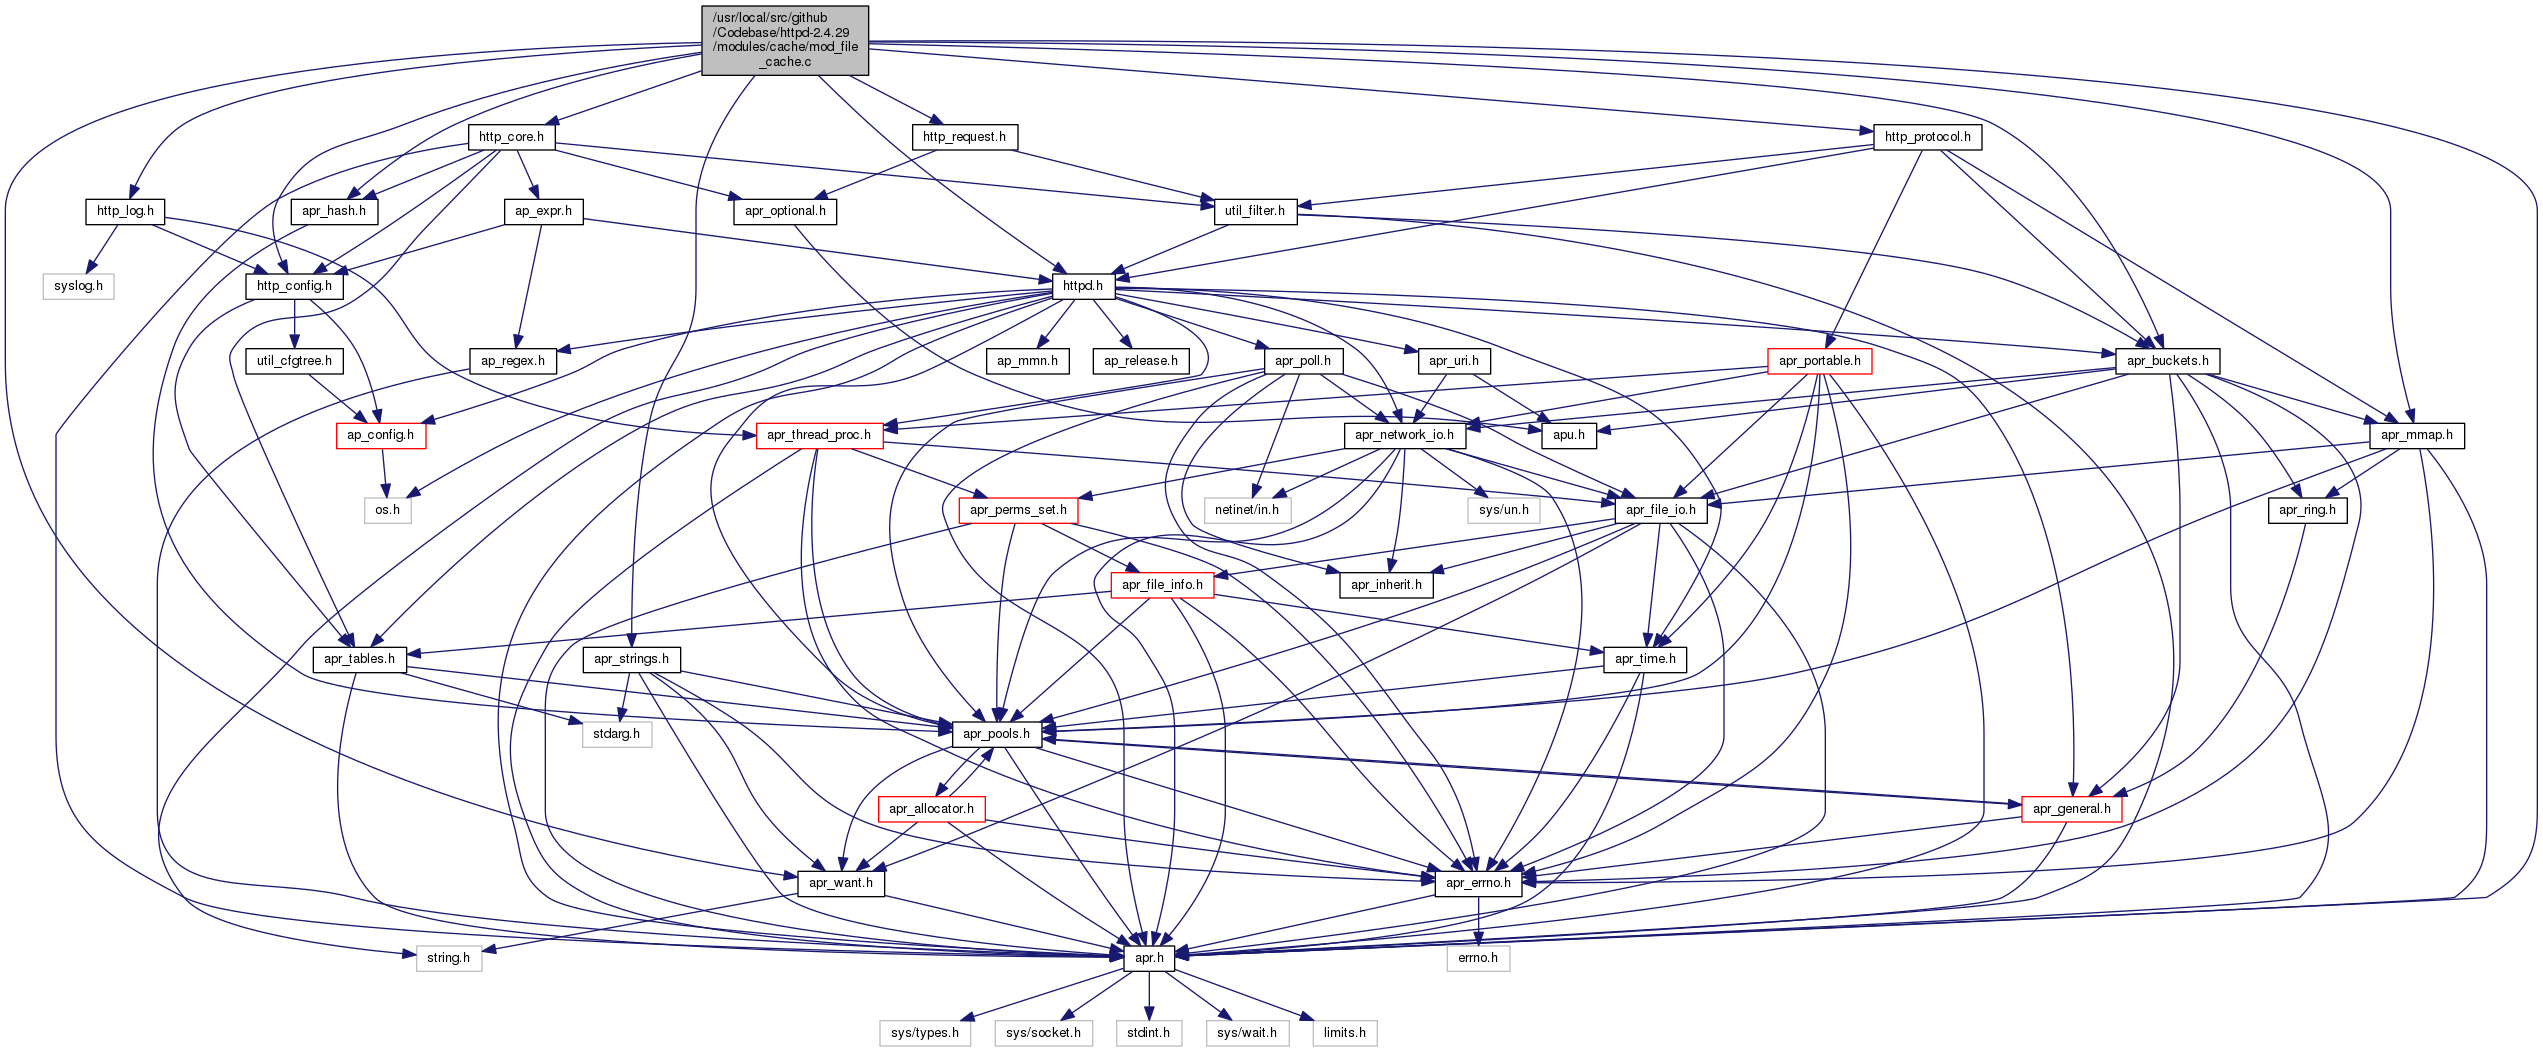 /usr/local/src/github
/Codebase/httpd-2.4.29
/modules/cache/mod_file
_cache.c
http_core.h
http_request.h
http_protocol.h
http_log.h
apr_hash.h
ap_expr.h
apr_optional.h
util_filter.h
syslog.h
http_config.h
httpd.h
util_cfgtree.h
ap_regex.h
ap_mmn.h
ap_release.h
apr_poll.h
apr_uri.h
apr_portable.h
apr_buckets.h
ap_config.h
apr_thread_proc.h
apr_network_io.h
apu.h
apr_mmap.h
os.h
apr_perms_set.h
netinet/in.h
sys/un.h
apr_file_io.h
apr_ring.h
apr_file_info.h
apr_inherit.h
apr_tables.h
apr_strings.h
apr_time.h
stdarg.h
apr_pools.h
apr_allocator.h
apr_general.h
apr_want.h
apr_errno.h
string.h
apr.h
errno.h
sys/types.h
sys/socket.h
stdint.h
sys/wait.h
limits.h